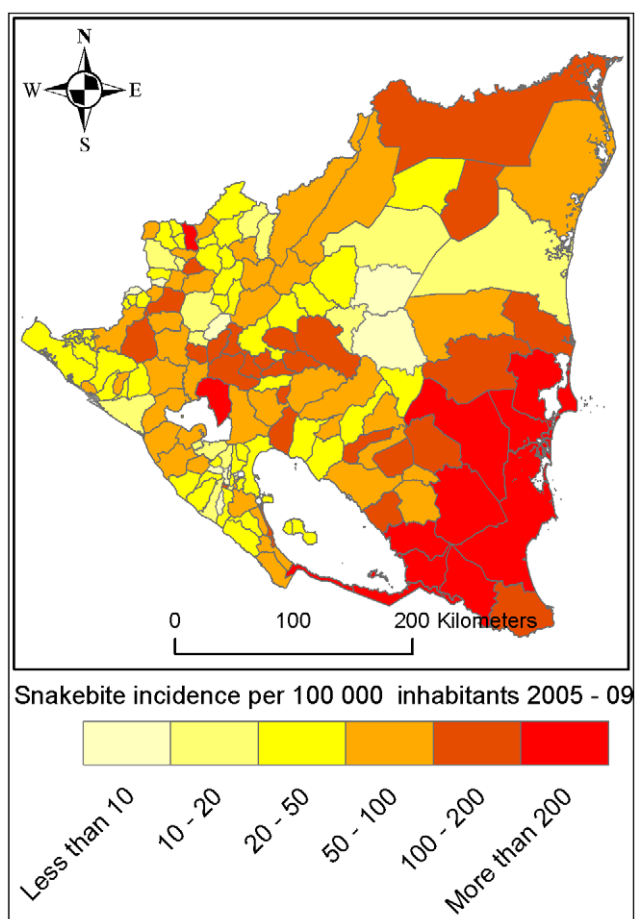 N
W E
S
0 100 200 Kilometers
Snakebite incidence per 100 000 inhabitants 2005 - 09
Less than 10
10 - 20
20 - 50
50 - 100
100 - 200
More than 200